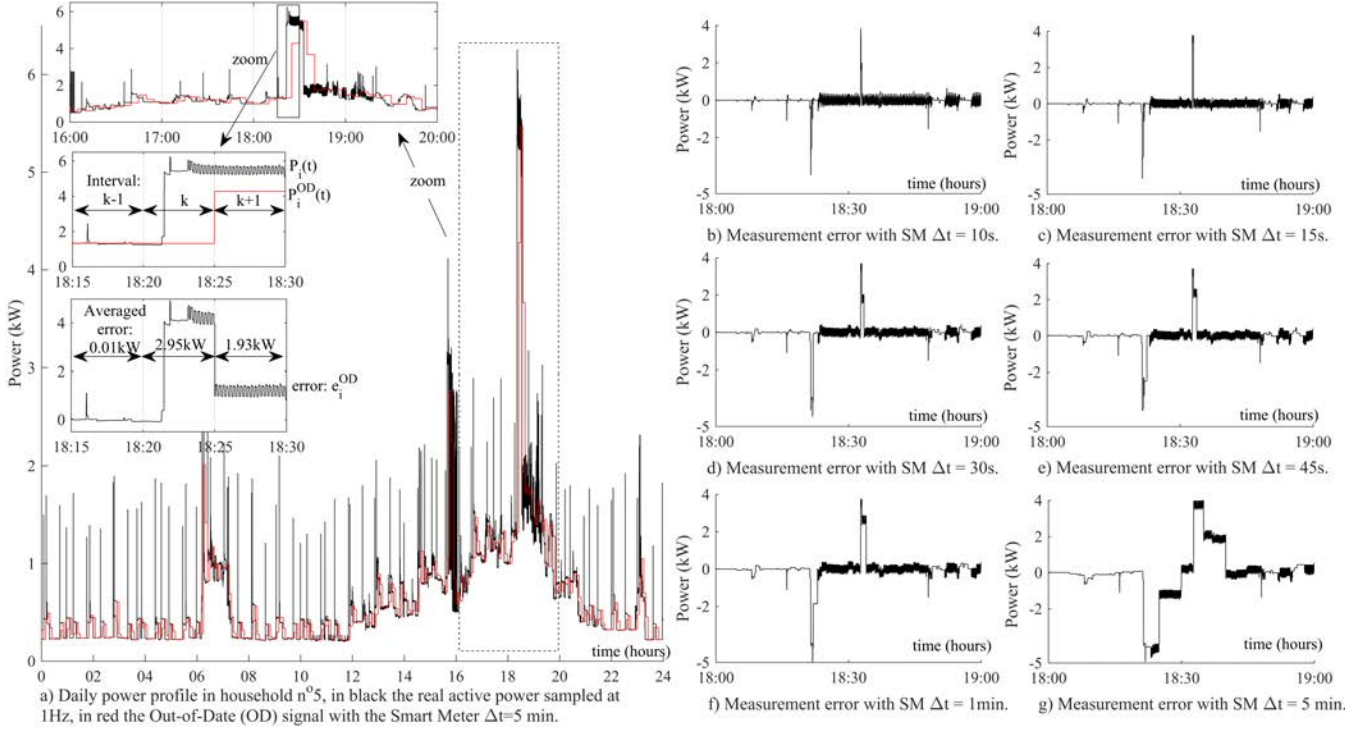 6
4
2
0
16:00 17:00 18:00 19:00 20:00
zoom
zoom
6
5
4
3
2
1
0
Power (kW)
6
4
2
0
Interval:
k-1
k
k+1
P_i(t)
P_i^OD(t)
18:15 18:20 18:25 18:30
4
2
0
Averaged
error:
0.01kW
2.95kW
1.93kW
error: e_i^OD
18:15 18:20 18:25 18:30
time (hours)
0 02 04 06 08 10 12 14 16 18 20 22 24
a) Daily power profile in household nº5, in black the real active power sampled at
1Hz, in red the Out-of-Date (OD) signal with the Smart Meter Δt=5 min.
Power (kW)
4
2
0
-2
-5
time (hours)
18:00 18:30 19:00
b) Measurement error with SM Δt = 10s.
Power (kW)
4
2
0
-2
-5
time (hours)
18:00 18:30 19:00
c) Measurement error with SM Δt = 15s.
Power (kW)
4
2
0
-2
-5
time (hours)
18:00 18:30 19:00
d) Measurement error with SM Δt = 30s.
Power (kW)
4
2
0
-2
-5
time (hours)
18:00 18:30 19:00
e) Measurement error with SM Δt = 45s.
Power (kW)
4
2
0
-2
-5
time (hours)
18:00 18:30 19:00
f) Measurement error with SM Δt = 1min.
Power (kW)
4
2
0
-2
-5
time (hours)
18:00 18:30 19:00
g) Measurement error with SM Δt = 5 min.